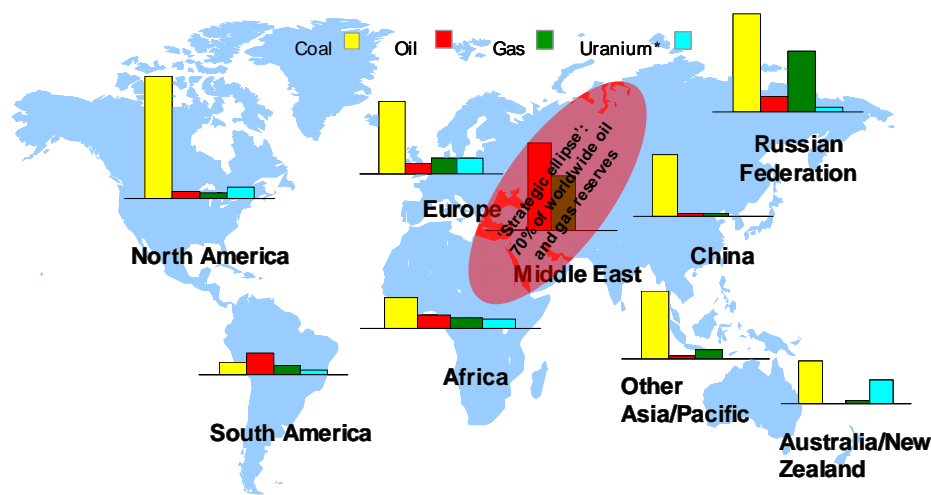 Coal Oil Gas Uranium*
Russian
Federation
'Strategic ellipse':
70% of worldwide oil
and gas reserves
Europe
North America
Middle East
China
Africa
Other
Asia/Pacific
South America
Australia/New
Zealand